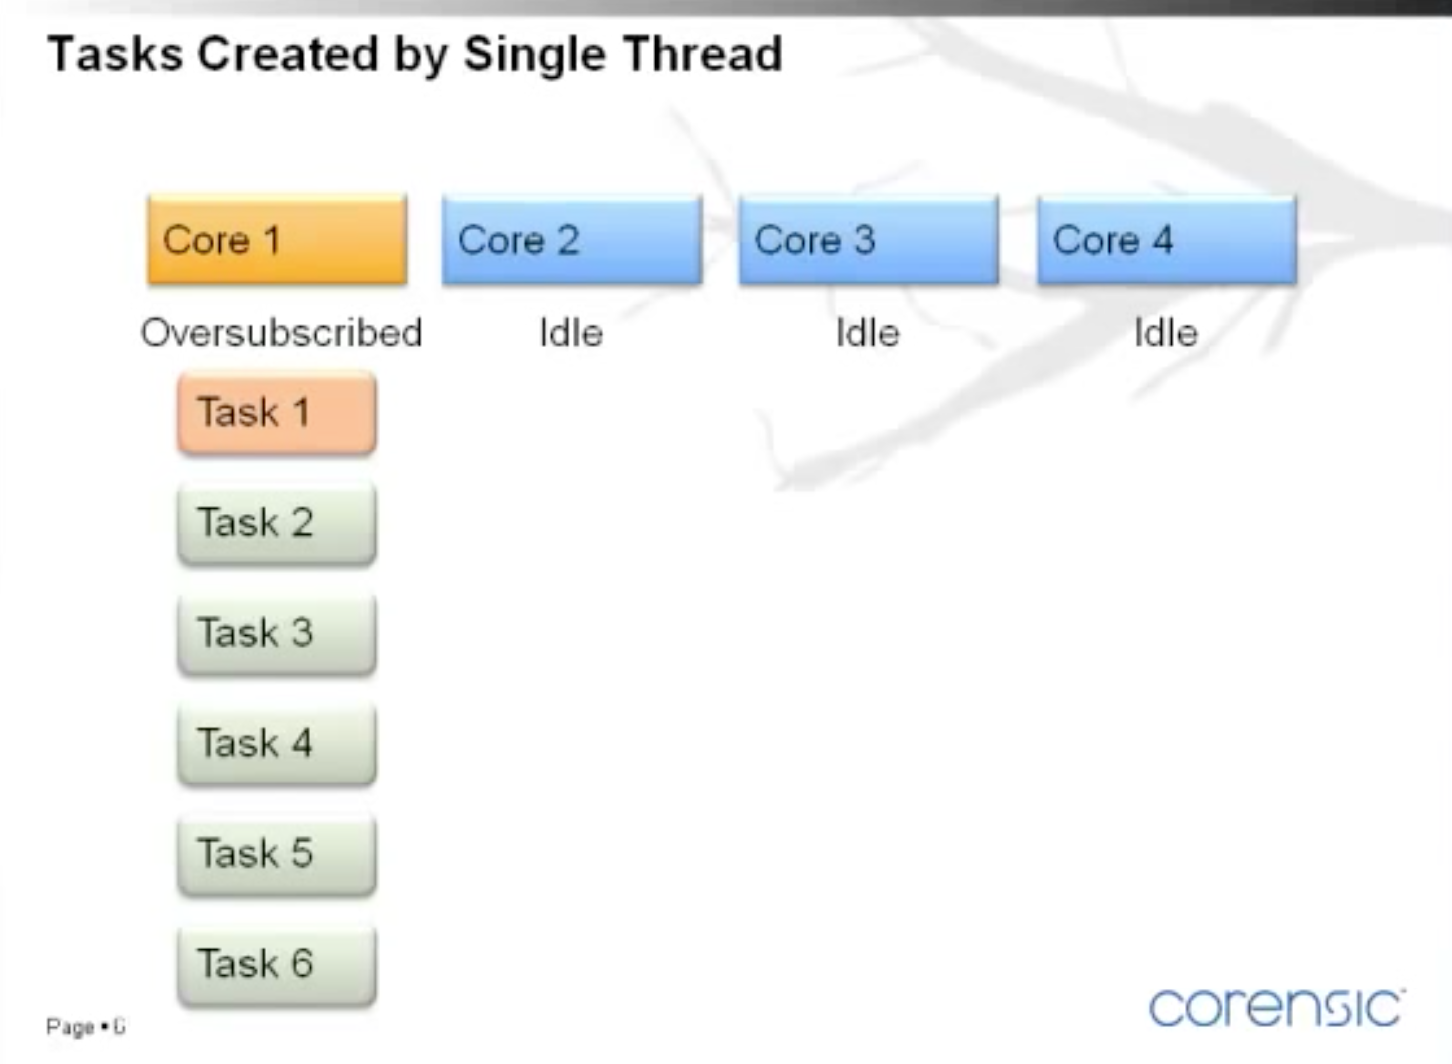 Tasks Created by Single Thread
Core 1 Core 2 Core 3 Core 4
Oversubscribed Idle Idle Idle
Task 1
Task 2
Task 3
Task 4
Task 5
Task 6
Page ▪ 6
corensic